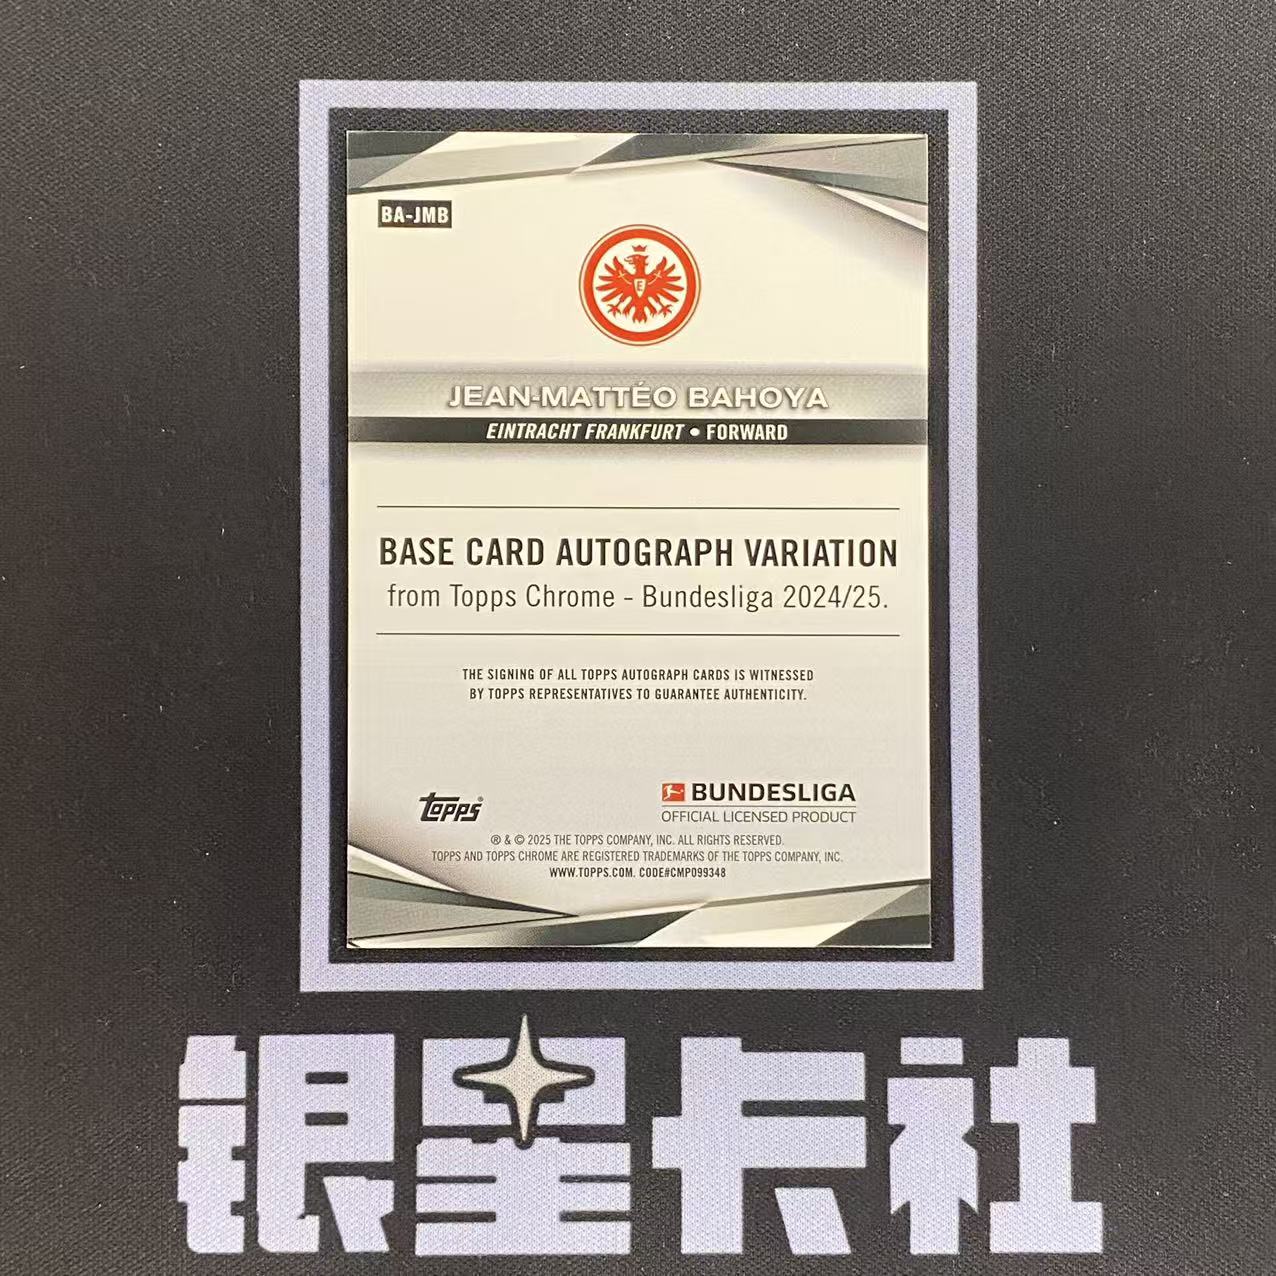 BA-JMB
E
JEAN-MATTÉO BAHOYA
EINTRACHT FRANKFURT • FORWARD
BASE CARD AUTOGRAPH VARIATION
from Topps Chrome - Bundesliga 2024/25.
THE SIGNING OF ALL TOPPS AUTOGRAPH CARDS IS WITNESSED
BY TOPPS REPRESENTATIVES TO GUARANTEE AUTHENTICITY.
topps®
BUNDESLIGA
OFFICIAL LICENSED PRODUCT
® & © 2025 THE TOPPS COMPANY, INC. ALL RIGHTS RESERVED.
TOPPS AND TOPPS CHROME ARE REGISTERED TRADEMARKS OF THE TOPPS COMPANY, INC.
WWW.TOPPS.COM. CODE#CMP099348
银星卡社